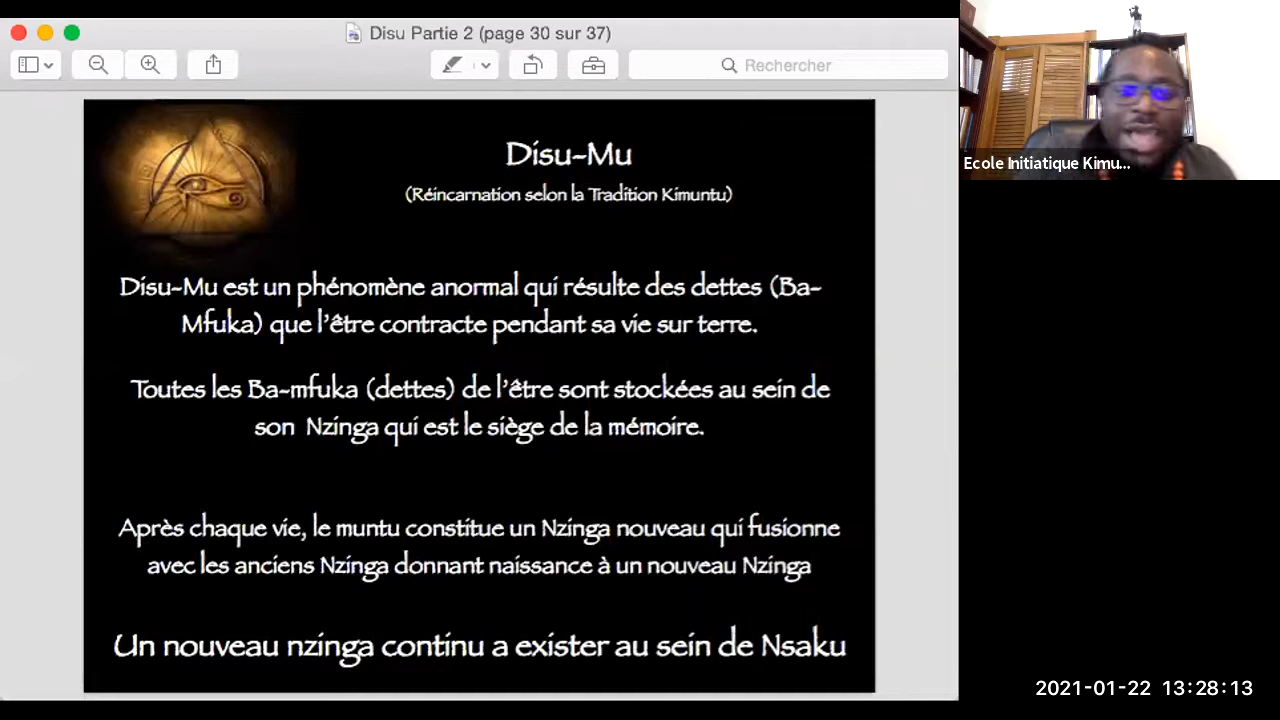 Disu Partie 2 (page 30 sur 37)
Rechercher
Disu-Mu
(Réincarnation selon la Tradition Kimuntu)
Disu-Mu est un phénomène anormal qui résulte des dettes (Ba-
Mfuka) que l'être contracte pendant sa vie sur terre.
Toutes les Ba-mfuka (dettes) de l'être sont stockées au sein de
son Nzinga qui est le siège de la mémoire.
Après chaque vie, le muntu constitue un Nzinga nouveau qui fusionne
avec les anciens Nzinga donnant naissance à un nouveau Nzinga
Un nouveau nzinga continu a exister au sein de Nsaku
Ecole Initiatique Kimu...
2021-01-22 13:28:13